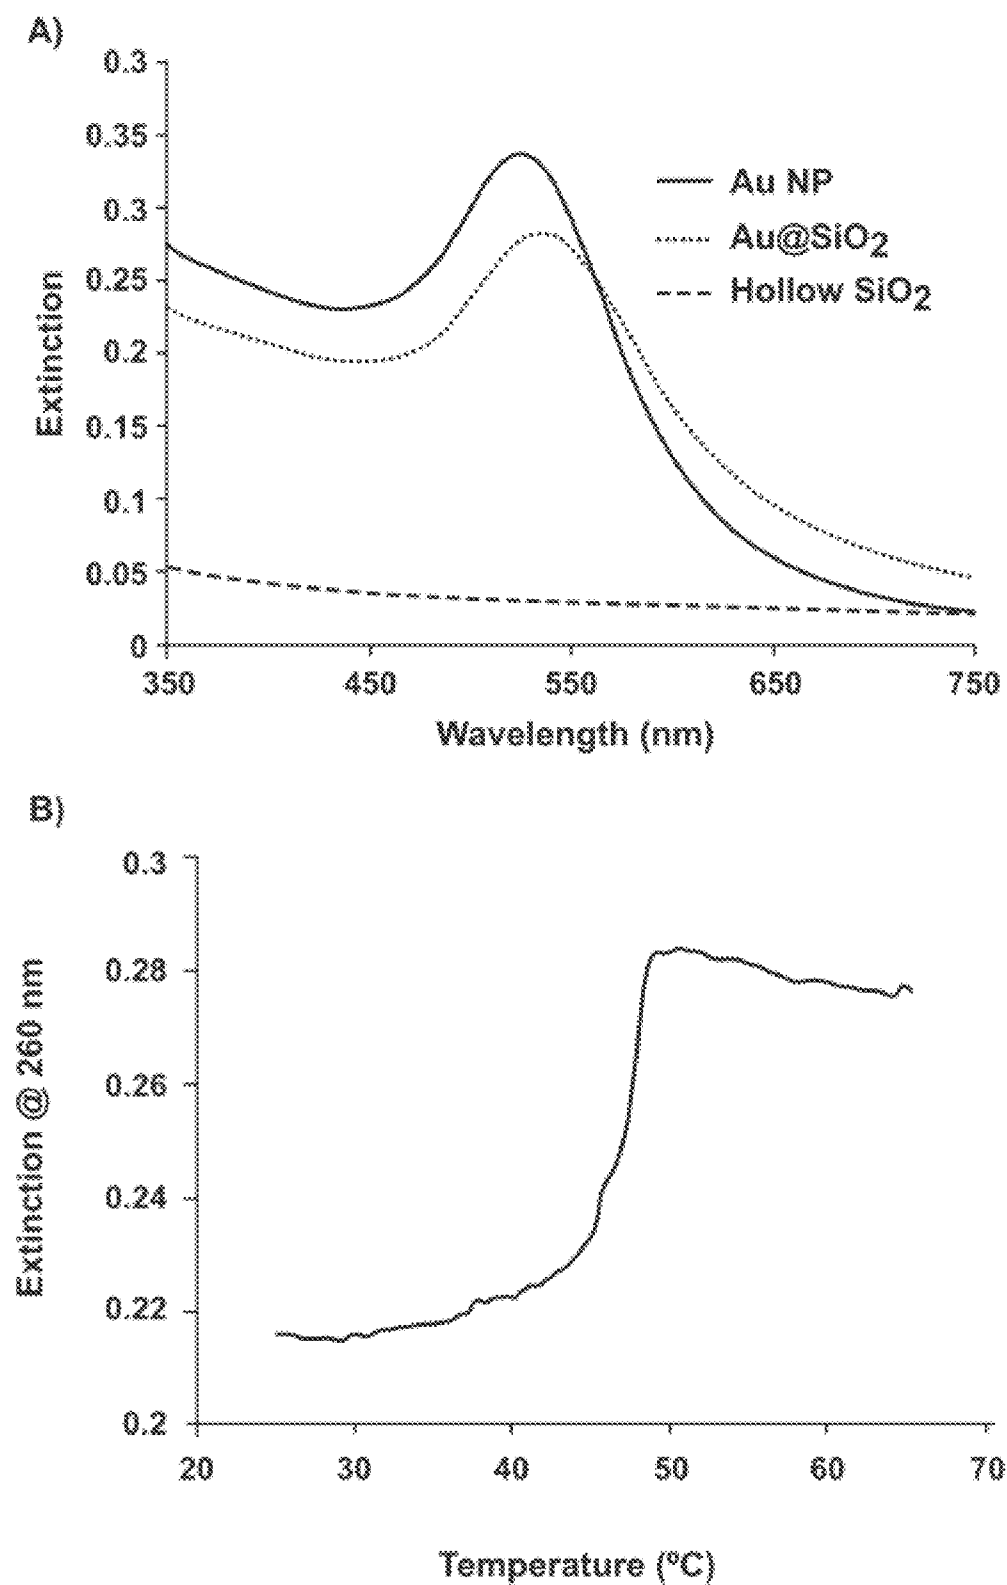 A)
0.3
0.35
0.3
0.25
0.2
0.15
0.1
0.05
0
Extinction
Au NP
Au@SiO2
Hollow SiO2
350 450 550 650 750
Wavelength (nm)
B)
0.3
0.28
0.26
0.24
0.22
0.2
Extinction @ 260 nm
20 30 40 50 60 70
Temperature (ºC)